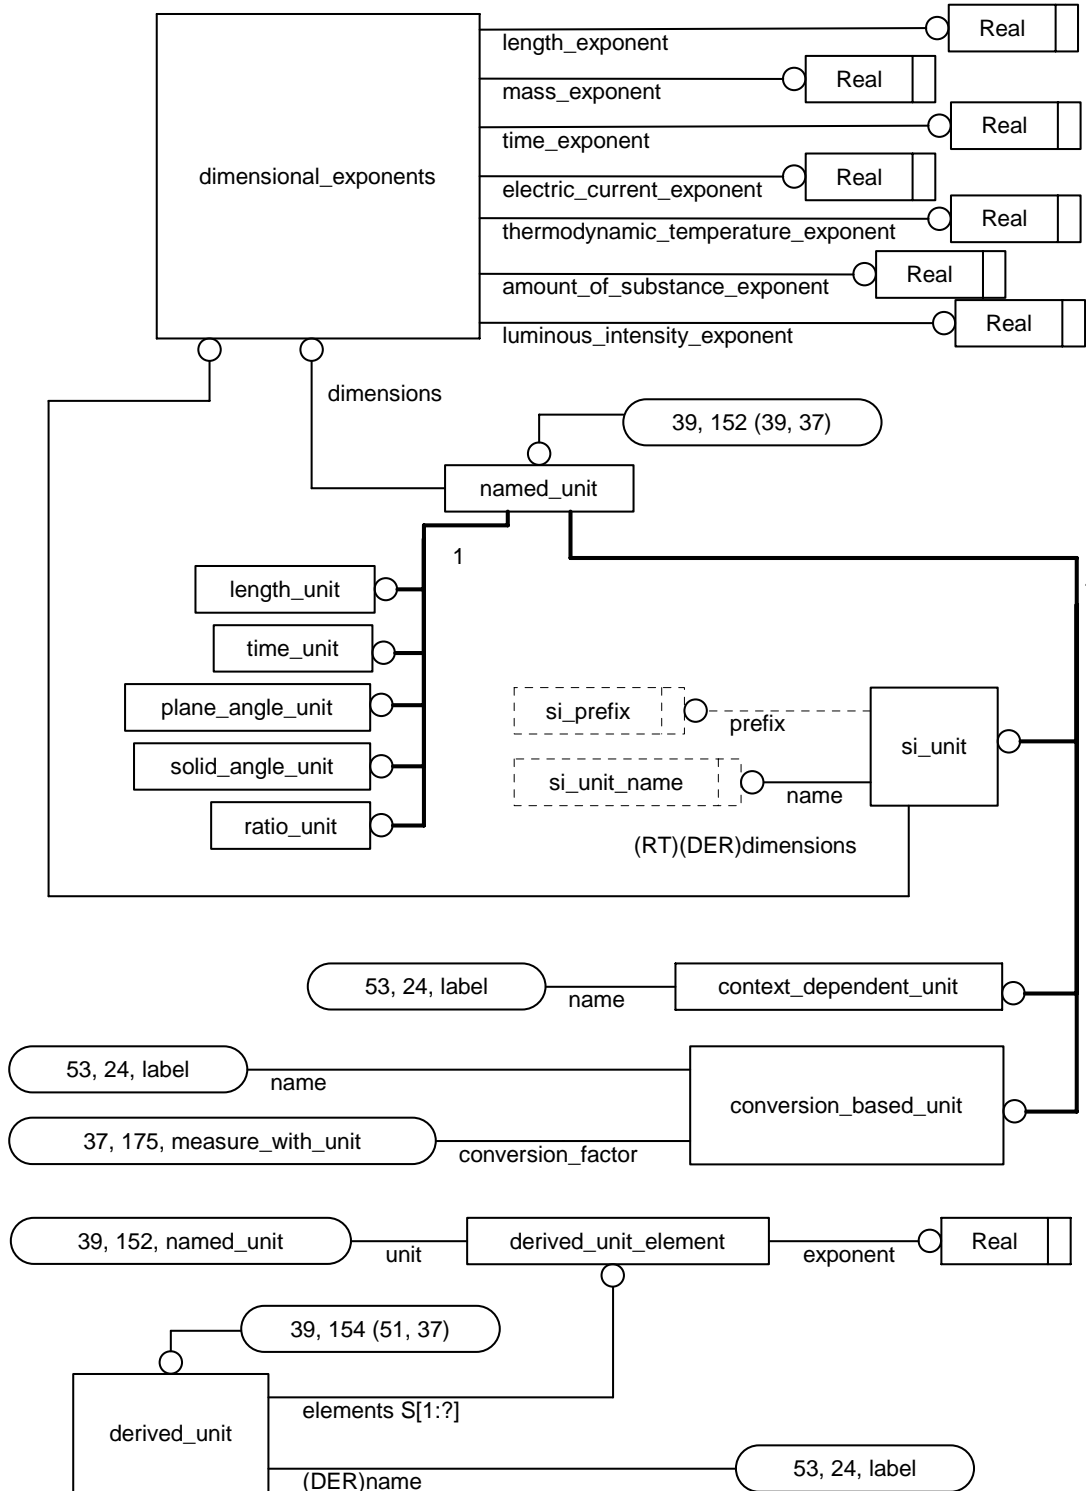 length_exponent
Real
mass_exponent
Real
time_exponent
Real
dimensional_exponents
electric_current_exponent
Real
thermodynamic_temperature_exponent
Real
amount_of_substance_exponent
Real
luminous_intensity_exponent
Real
dimensions
39, 152 (39, 37)
named_unit
1
length_unit
time_unit
plane_angle_unit
solid_angle_unit
ratio_unit
si_prefix
prefix
si_unit
si_unit_name
name
(RT)(DER)dimensions
53, 24, label
name
context_dependent_unit
53, 24, label
name
conversion_based_unit
37, 175, measure_with_unit
conversion_factor
39, 152, named_unit
unit
derived_unit_element
exponent
Real
39, 154 (51, 37)
derived_unit
elements S[1:?]
(DER)name
53, 24, label